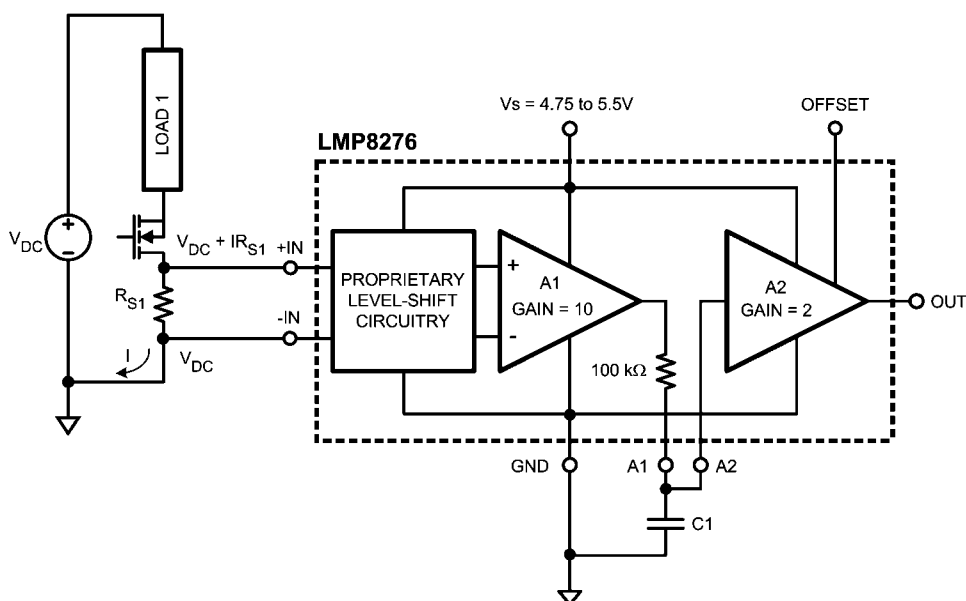 Vs = 4.75 to 5.5V
OFFSET
LMP8276
LOAD 1
+
-
VDC
VDC + IRS1
+IN
RS1
-IN
I
VDC
PROPRIETARY
LEVEL-SHIFT
CIRCUITRY
+
-
A1
GAIN = 10
A2
GAIN = 2
OUT
100 kΩ
GND
A1
A2
C1